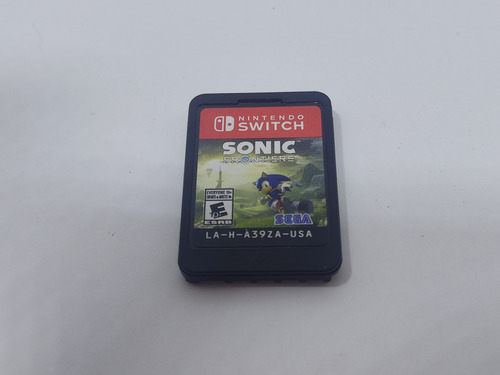 NINTENDO
SWITCH
SONIC
FRONTIERS
EVERYONE 10+
E
ESRB
SEGA
LA-H-A39ZA-USA